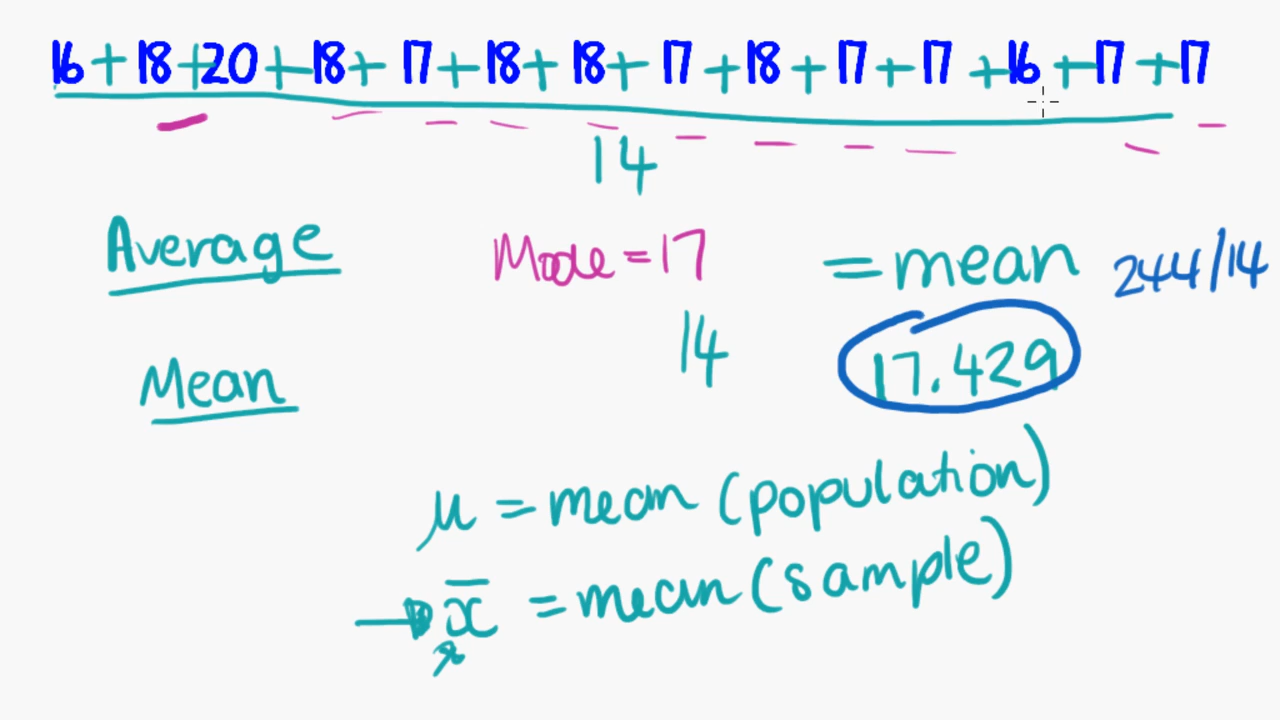 16 + 18 + 20 + 18 + 17 + 18 + 18 + 17 + 18 + 17 + 17 + 16 + 17 + 17
14
Average
Mode = 17
= mean 244/14
14
17.429
Mean
μ = mean (population)
x̄ = mean (sample)